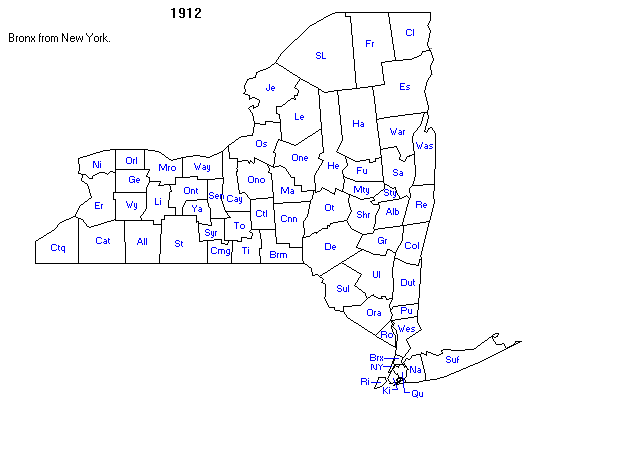 1912
Bronx from New York.
Cl
Fr
SL
Je
Es
Le
Ha
War
Os
Was
One
Ni
Orl
Mro
Way
He
Fu
Sa
Ge
Ono
Ont
Ma
Mty
Sty
Er
Wy
Li
Sen
Cay
Ya
Ot
Re
Ctl
Cnn
Shr
Alb
Syr
To
Cat
All
St
Gr
Col
Ctq
Cmg
Ti
Brm
De
Ul
Dut
Sul
Ora
Pu
Ro
Wes
Brx
Suf
NY
Na
Ri
Ki
Qu